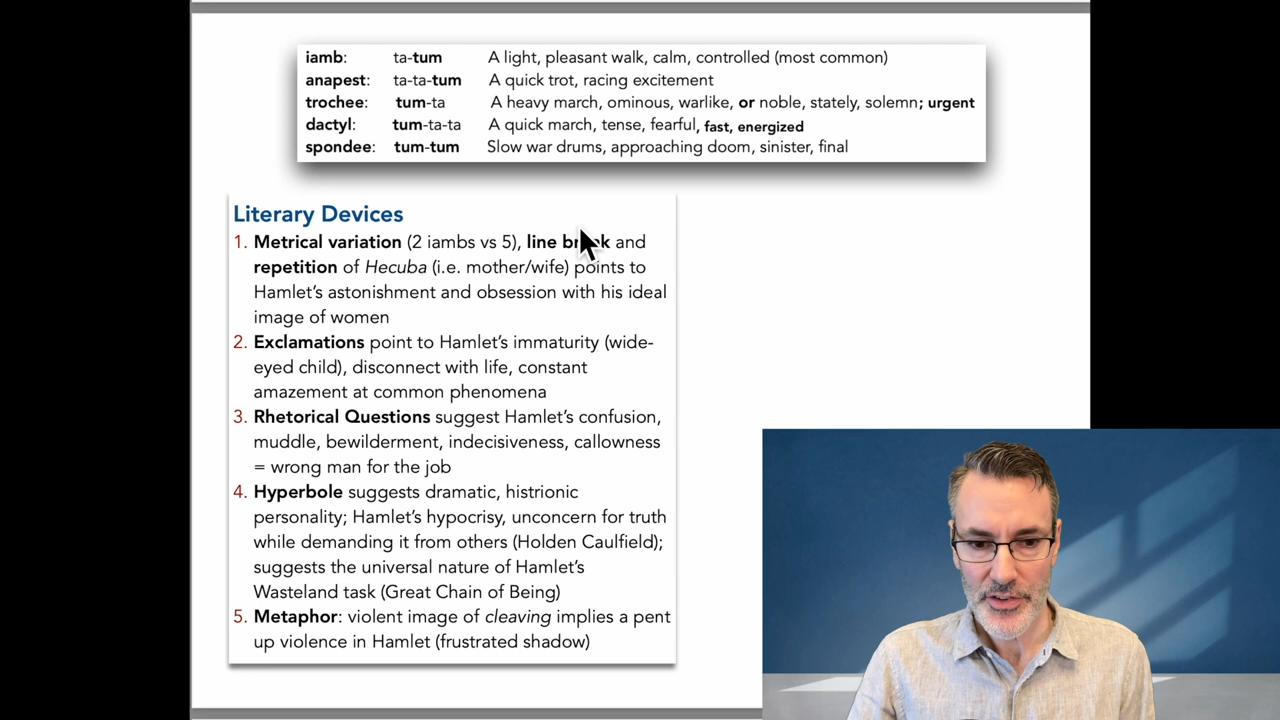 iamb: ta-tum A light, pleasant walk, calm, controlled (most common)
anapest: ta-ta-tum A quick trot, racing excitement
trochee: tum-ta A heavy march, ominous, warlike, or noble, stately, solemn; urgent
dactyl: tum-ta-ta A quick march, tense, fearful, fast, energized
spondee: tum-tum Slow war drums, approaching doom, sinister, final
Literary Devices
1. Metrical variation (2 iambs vs 5), line break and
repetition of Hecuba (i.e. mother/wife) points to
Hamlet's astonishment and obsession with his ideal
image of women
2. Exclamations point to Hamlet's immaturity (wide-
eyed child), disconnect with life, constant
amazement at common phenomena
3. Rhetorical Questions suggest Hamlet's confusion,
muddle, bewilderment, indecisiveness, callowness
= wrong man for the job
4. Hyperbole suggests dramatic, histrionic
personality; Hamlet's hypocrisy, unconcern for truth
while demanding it from others (Holden Caulfield);
suggests the universal nature of Hamlet's
Wasteland task (Great Chain of Being)
5. Metaphor: violent image of cleaving implies a pent
up violence in Hamlet (frustrated shadow)